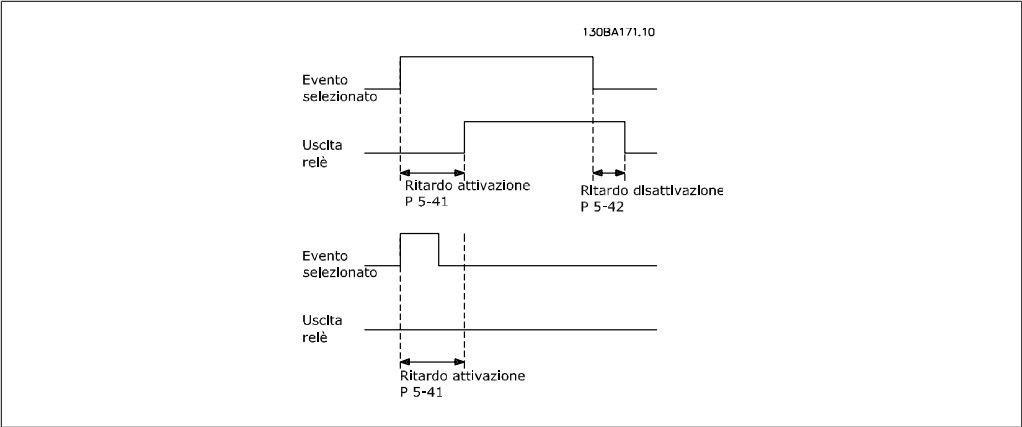 130BA171.10
Evento
selezionato
Uscita
relè
Ritardo attivazione
P 5-41
Ritardo disattivazione
P 5-42
Evento
selezionato
Uscita
relè
Ritardo attivazione
P 5-41